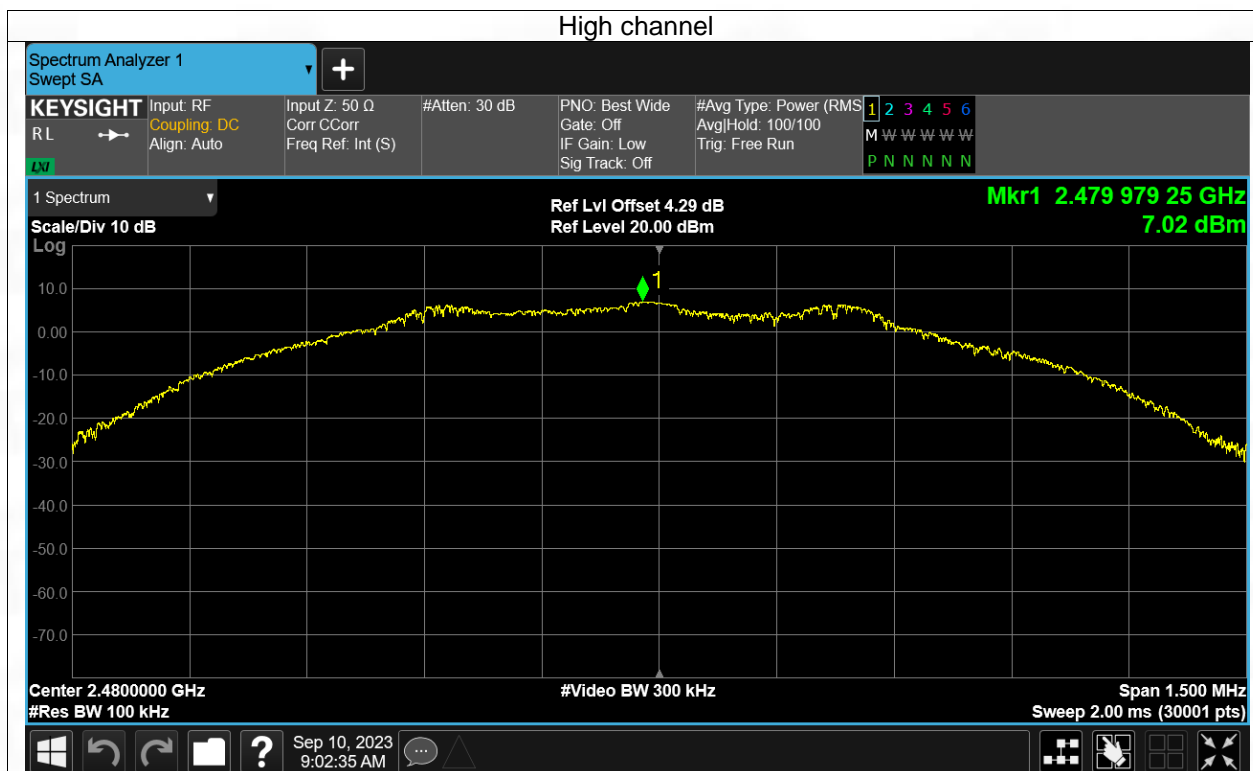 High channel
Spectrum Analyzer 1
Swept SA
KEYSIGHT
R L
LXI
Input: RF
Coupling: DC
Align: Auto
Input Z: 50 Ω
Corr CCorr
Freq Ref: Int (S)
#Atten: 30 dB
PNO: Best Wide
Gate: Off
IF Gain: Low
Sig Track: Off
#Avg Type: Power (RMS
Avg|Hold: 100/100
Trig: Free Run
1 2 3 4 5 6
M W W W W W
P N N N N N
1 Spectrum
Scale/Div 10 dB
Ref Lvl Offset 4.29 dB
Ref Level 20.00 dBm
Mkr1 2.479 979 25 GHz
7.02 dBm
Log
1
10.0
0.00
-10.0
-20.0
-30.0
-40.0
-50.0
-60.0
-70.0
Center 2.4800000 GHz
#Res BW 100 kHz
#Video BW 300 kHz
Span 1.500 MHz
Sweep 2.00 ms (30001 pts)
?
Sep 10, 2023
9:02:35 AM